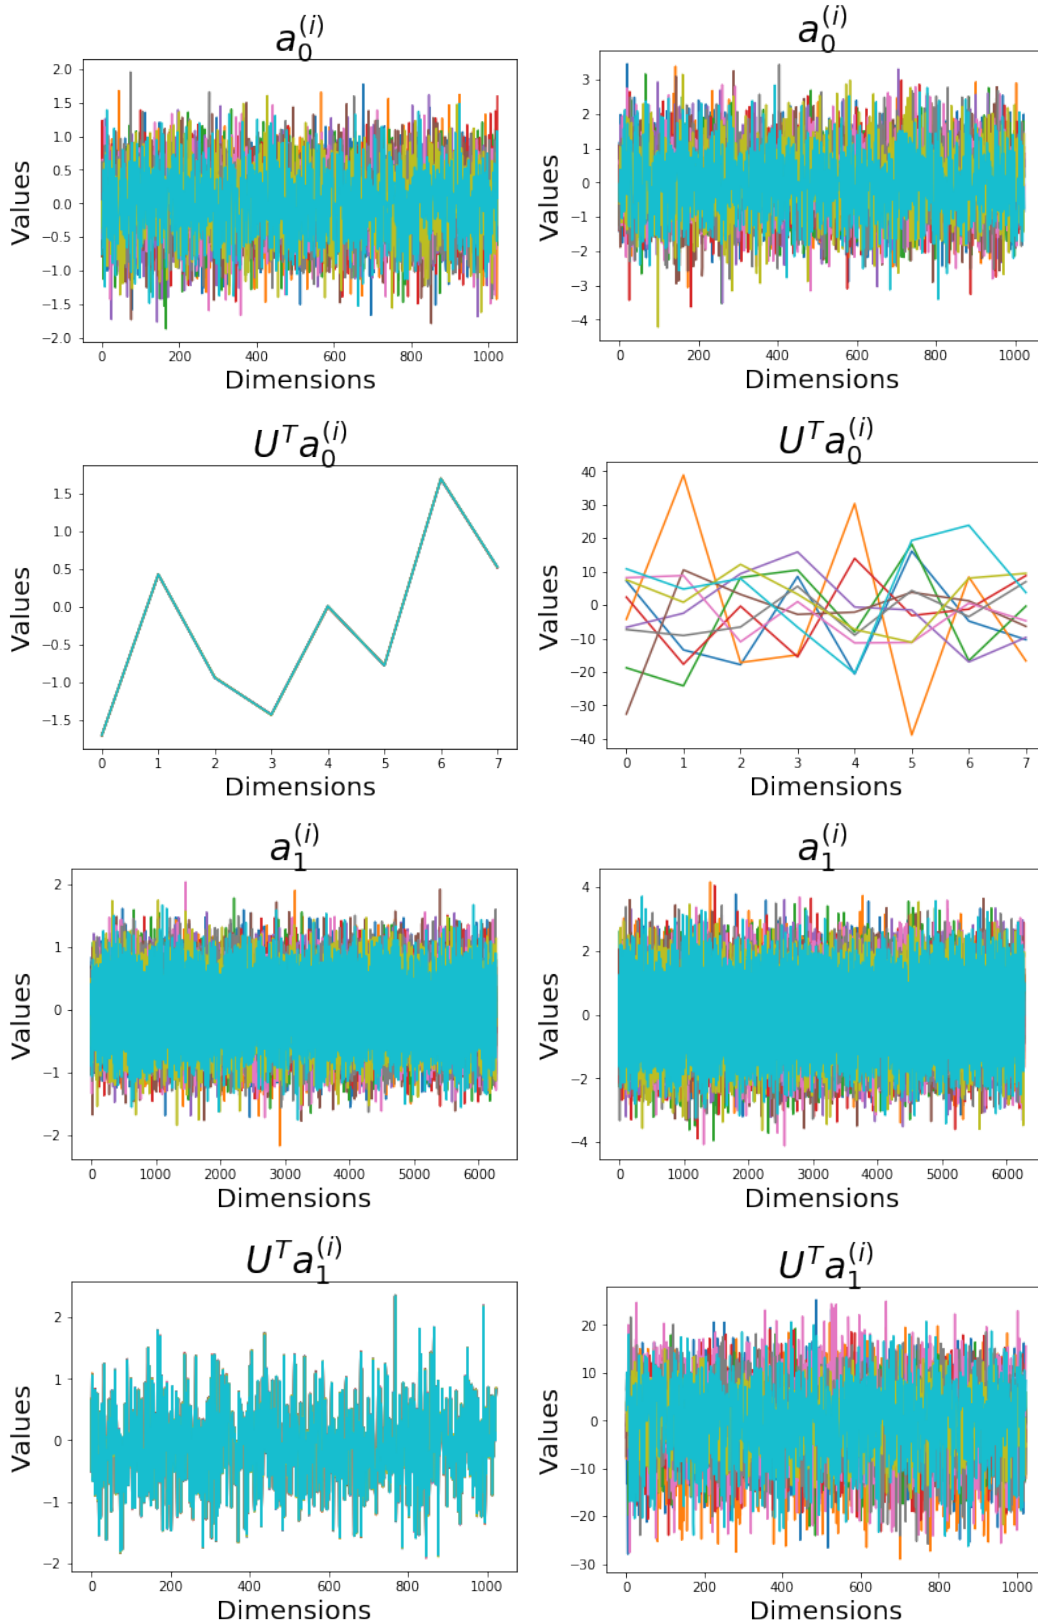 a_0^{(i)}
2.0
1.5
1.0
0.5
0.0
−0.5
−1.0
−1.5
−2.0
Values
0 200 400 600 800 1000
Dimensions
a_0^{(i)}
3
2
1
0
−1
−2
−3
−4
Values
0 200 400 600 800 1000
Dimensions
U^T a_0^{(i)}
1.5
1.0
0.5
0.0
−0.5
−1.0
−1.5
Values
0 1 2 3 4 5 6 7
Dimensions
U^T a_0^{(i)}
40
30
20
10
0
−10
−20
−30
−40
Values
0 1 2 3 4 5 6 7
Dimensions
a_1^{(i)}
2
1
0
−1
−2
Values
0 1000 2000 3000 4000 5000 6000
Dimensions
a_1^{(i)}
4
2
0
−2
−4
Values
0 1000 2000 3000 4000 5000 6000
Dimensions
U^T a_1^{(i)}
2
1
0
−1
−2
Values
0 200 400 600 800 1000
Dimensions
U^T a_1^{(i)}
20
10
0
−10
−20
−30
Values
0 200 400 600 800 1000
Dimensions